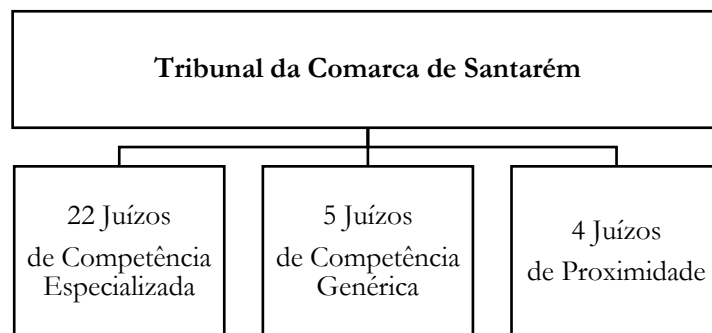 Tribunal da Comarca de Santarém
22 Juízos
de Competência
Especializada
5 Juízos
de Competência
Genérica
4 Juízos
de Proximidade